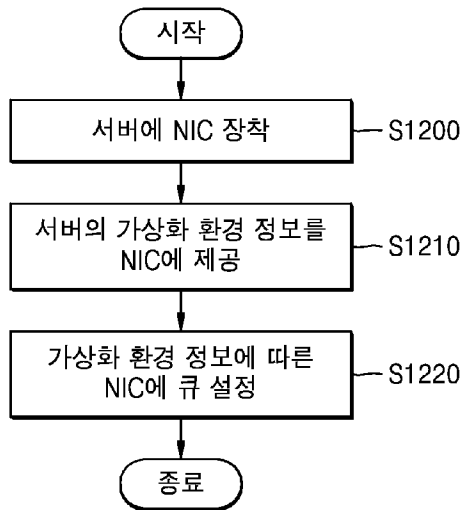 시작
서버에 NIC 장착
S1200
서버의 가상화 환경 정보를
NIC에 제공
S1210
가상화 환경 정보에 따른
NIC에 큐 설정
S1220
종료